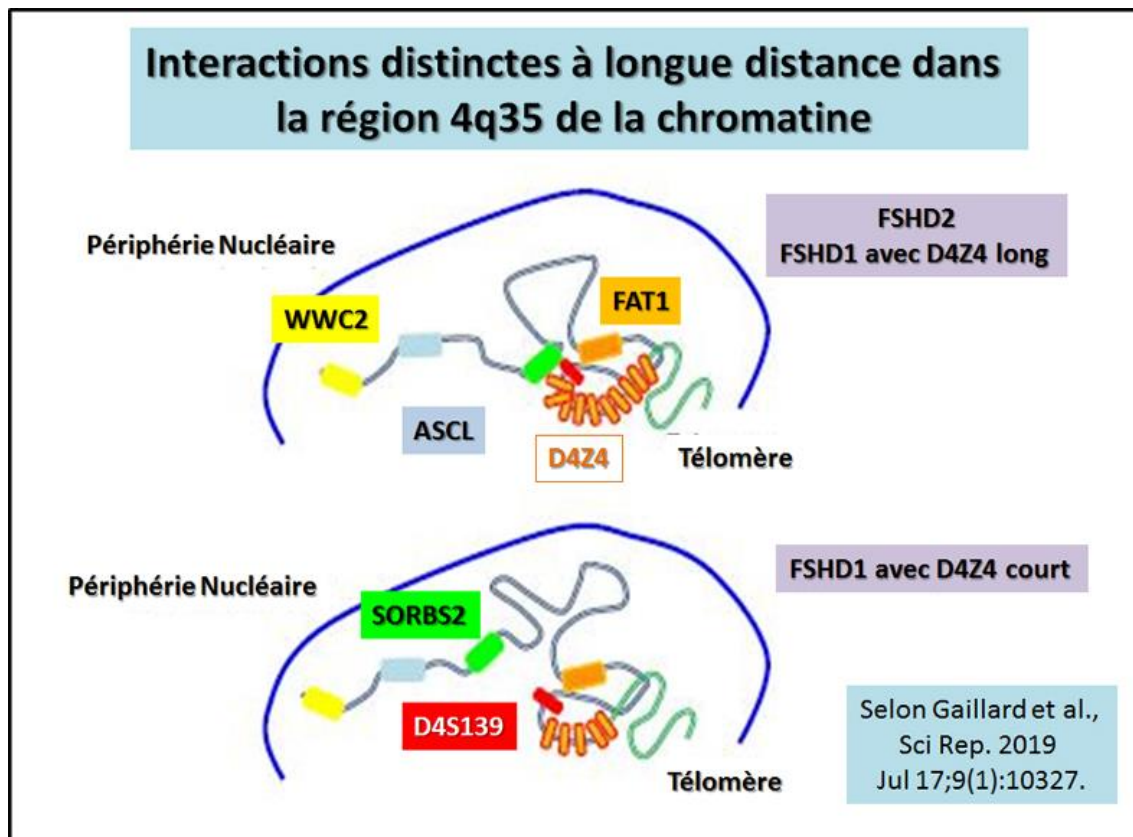 Interactions distinctes à longue distance dans
la région 4q35 de la chromatine
Périphérie Nucléaire
FSHD2
FSHD1 avec D4Z4 long
WWC2
FAT1
ASCL
D4Z4
Télomère
Périphérie Nucléaire
FSHD1 avec D4Z4 court
SORBS2
D4S139
Télomère
Selon Gaillard et al.,
Sci Rep. 2019
Jul 17;9(1):10327.